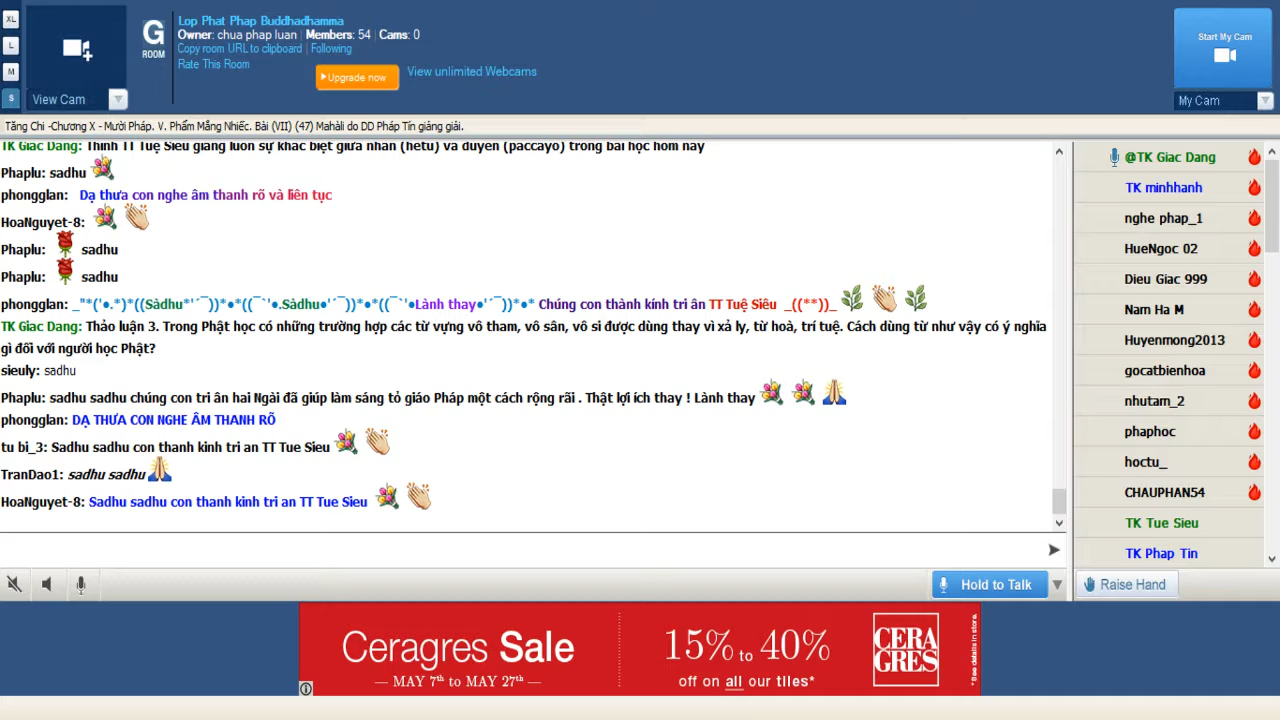 XL
L
M
S
View Cam
G
ROOM
Lop Phat Phap Buddhadhamma
Owner: chua phap luan | Members: 54 | Cams: 0
Copy room URL to clipboard | Following
Rate This Room
Upgrade now
View unlimited Webcams
Start My Cam
My Cam
Tăng Chi -Chương X - Mười Pháp. V. Phẩm Mắng Nhiếc. Bài (VII) (47) Mahàli do DD Pháp Tín giảng giải.
TK Giac Dang: Thỉnh TT Tuệ Siêu giảng luôn sự khác biệt giữa nhân (hetu) và duyên (paccayo) trong bài học hôm nay
Phaplu: sadhu
phongglan: Dạ thưa con nghe âm thanh rõ và liên tục
HoaNguyet-8:
Phaplu: sadhu
Phaplu: sadhu
phongglan: _"*('•.*)*((Sàdhu*'´¯))*•*((¯`'•.Sàdhu•'´¯))*•*((¯`'•Lành thay•'´¯))*•* Chúng con thành kính tri ân TT Tuệ Siêu _((**))_
TK Giac Dang: Thảo luận 3. Trong Phật học có những trường hợp các từ vựng vô tham, vô sân, vô si được dùng thay vì xả ly, từ hoà, trí tuệ. Cách dùng từ như vậy có ý nghĩa
gì đối với người học Phật?
sieuly: sadhu
Phaplu: sadhu sadhu chúng con tri ân hai Ngài đã giúp làm sáng tỏ giáo Pháp một cách rộng rãi . Thật lợi ích thay ! Lành thay
phongglan: DẠ THƯA CON NGHE ÂM THANH RÕ
tu bi_3: Sadhu sadhu con thanh kinh tri an TT Tue Sieu
TranDao1: sadhu sadhu
HoaNguyet-8: Sadhu sadhu con thanh kinh tri an TT Tue Sieu
@TK Giac Dang
TK minhhanh
nghe phap_1
HueNgoc 02
Dieu Giac 999
Nam Ha M
Huyenmong2013
gocatbienhoa
nhutam_2
phaphoc
hoctu_
CHAUPHAN54
TK Tue Sieu
TK Phap Tin
Hold to Talk
Raise Hand
Ceragres Sale
— MAY 7th to MAY 27th —
15% to 40%
off on all our tiles*
CERA
GRES
*See details in store.